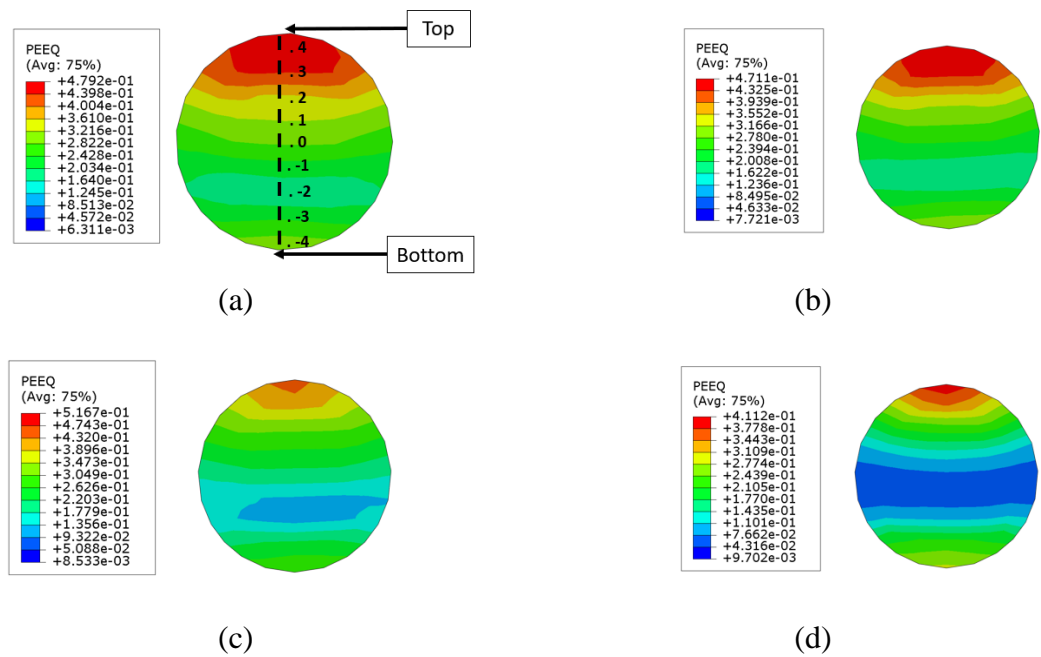 Top
PEEQ
(Avg: 75%)
+4.792e-01
+4.398e-01
+4.004e-01
+3.610e-01
+3.216e-01
+2.822e-01
+2.428e-01
+2.034e-01
+1.640e-01
+1.245e-01
+8.513e-02
+4.572e-02
+6.311e-03
. 4
. 3
. 2
. 1
. 0
. -1
. -2
. -3
. -4
Bottom
(a)
PEEQ
(Avg: 75%)
+4.711e-01
+4.325e-01
+3.939e-01
+3.552e-01
+3.166e-01
+2.780e-01
+2.394e-01
+2.008e-01
+1.622e-01
+1.236e-01
+8.495e-02
+4.633e-02
+7.721e-03
(b)
PEEQ
(Avg: 75%)
+5.167e-01
+4.743e-01
+4.320e-01
+3.896e-01
+3.473e-01
+3.049e-01
+2.626e-01
+2.203e-01
+1.779e-01
+1.356e-01
+9.322e-02
+5.088e-02
+8.533e-03
(c)
PEEQ
(Avg: 75%)
+4.112e-01
+3.778e-01
+3.443e-01
+3.109e-01
+2.774e-01
+2.439e-01
+2.105e-01
+1.770e-01
+1.435e-01
+1.101e-01
+7.662e-02
+4.316e-02
+9.702e-03
(d)